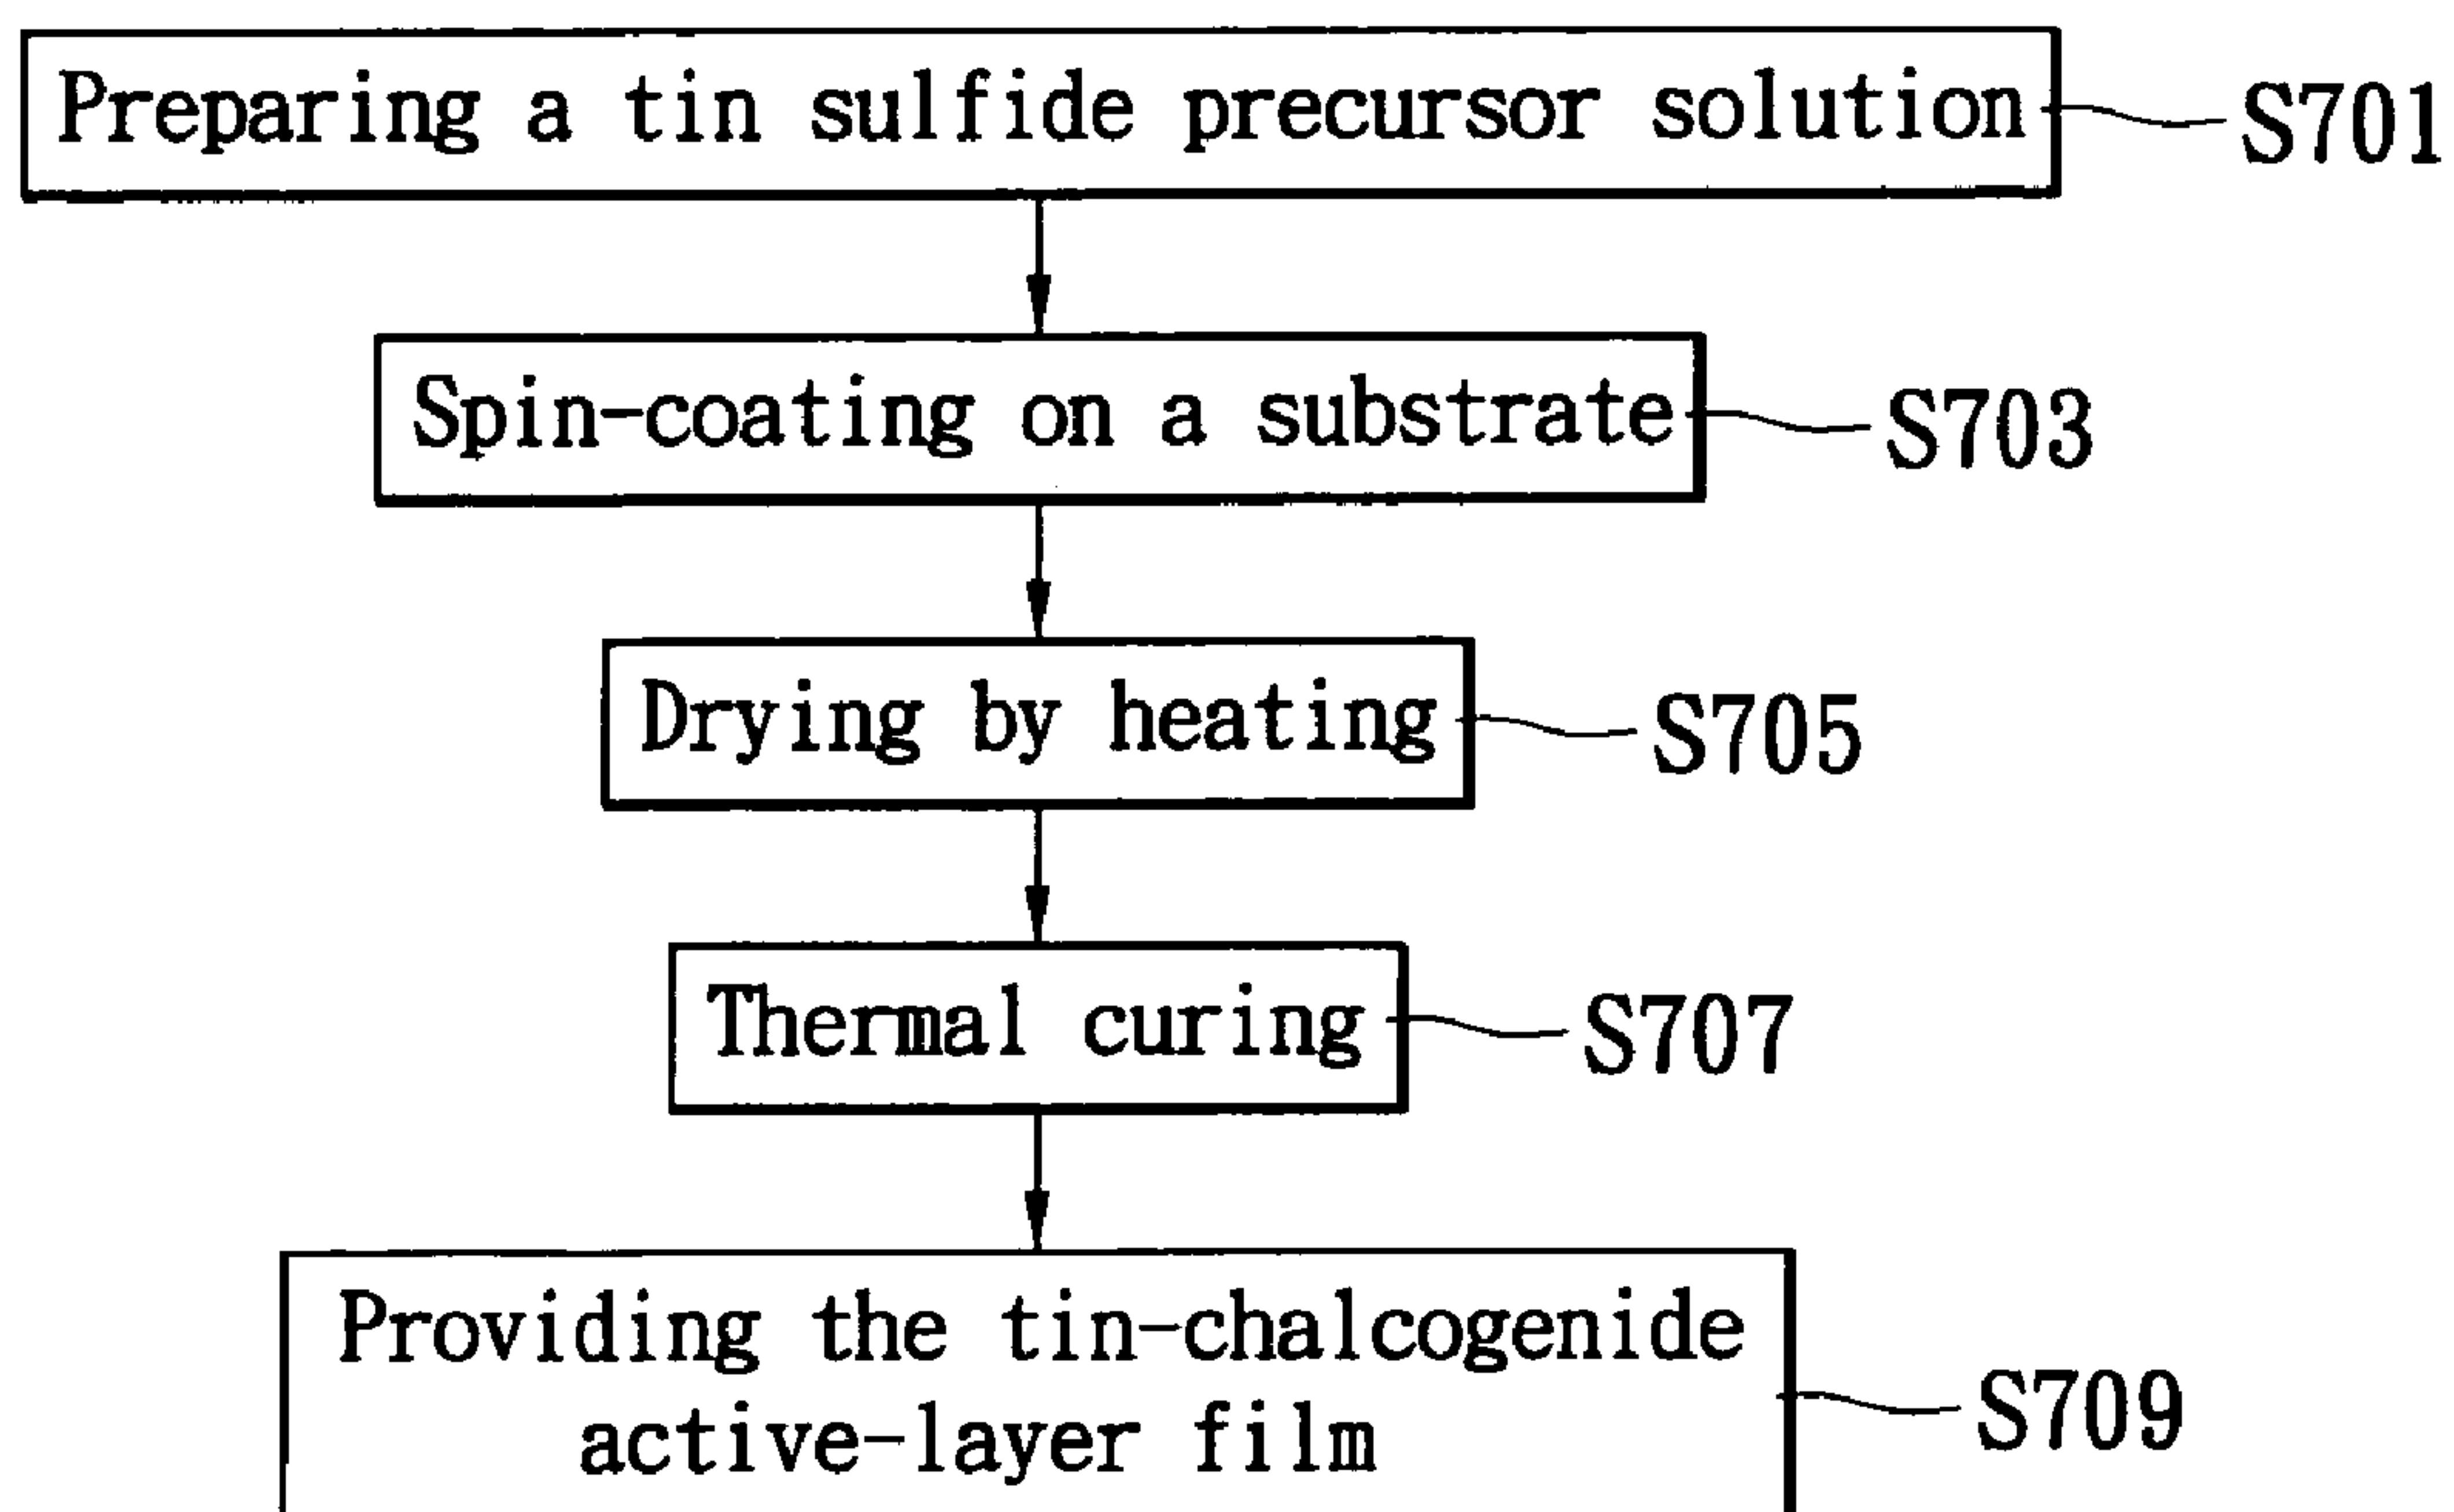 Preparing a tin sulfide precursor solution S701
Spin-coating on a substrate S703
Drying by heating S705
Thermal curing S707
Providing the tin-chalcogenide
active-layer film
S709